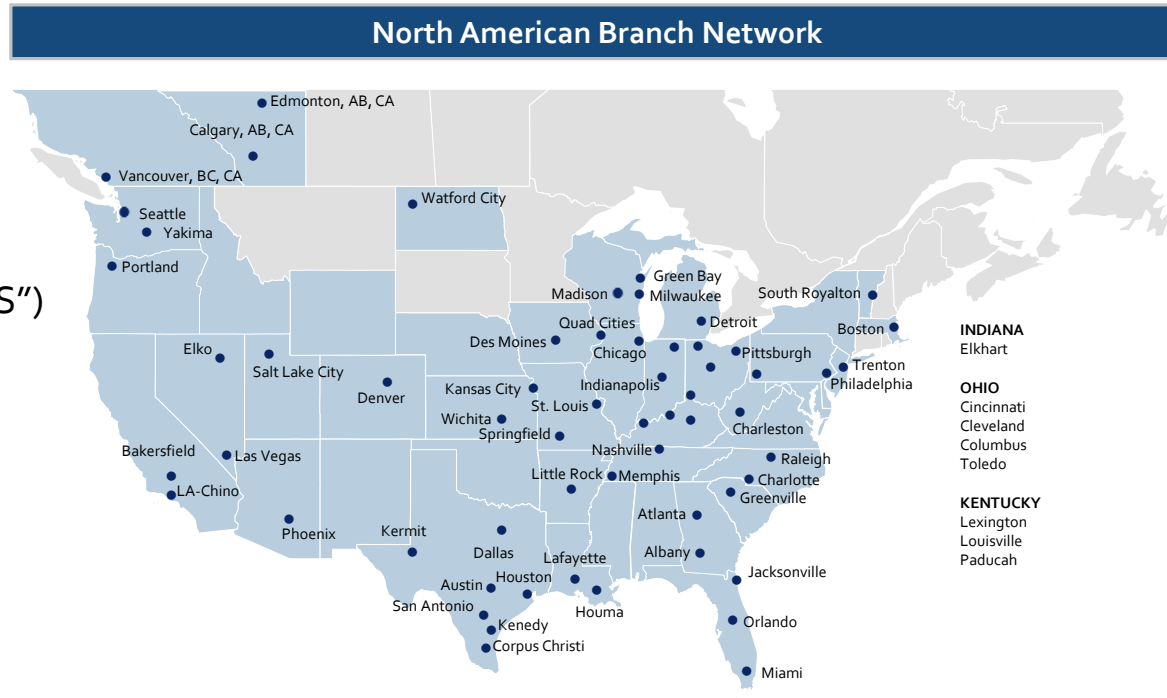 North American Branch Network
Edmonton, AB, CA
Calgary, AB, CA
Vancouver, BC, CA
Watford City
Seattle
Yakima
Portland
S")
Green Bay
Madison
Milwaukee
South Royalton
Quad Cities
Detroit
Boston
Des Moines
Chicago
Pittsburgh
Elko
Salt Lake City
Trenton
Denver
Kansas City
Indianapolis
Philadelphia
St. Louis
Wichita
Charleston
Springfield
Nashville
Bakersfield
Las Vegas
Raleigh
Little Rock
Memphis
Charlotte
LA-Chino
Greenville
Atlanta
Phoenix
Kermit
Dallas
Lafayette
Albany
Jacksonville
Austin
Houston
San Antonio
Houma
Kenedy
Orlando
Corpus Christi
Miami
INDIANA
Elkhart
OHIO
Cincinnati
Cleveland
Columbus
Toledo
KENTUCKY
Lexington
Louisville
Paducah